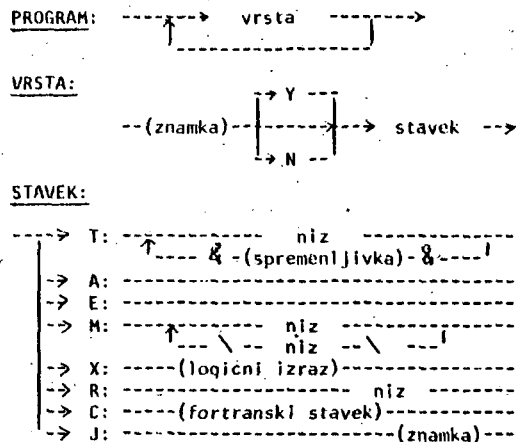 PROGRAM: vrsta
VRSTA:
Y
(znamka) stavek
N
STAVEK:
T: niz
& (spremenljivka) &
A:
E:
M: niz
\ niz \
X: (logični izraz)
R: niz
C: (fortranski stavek)
J: (znamka)